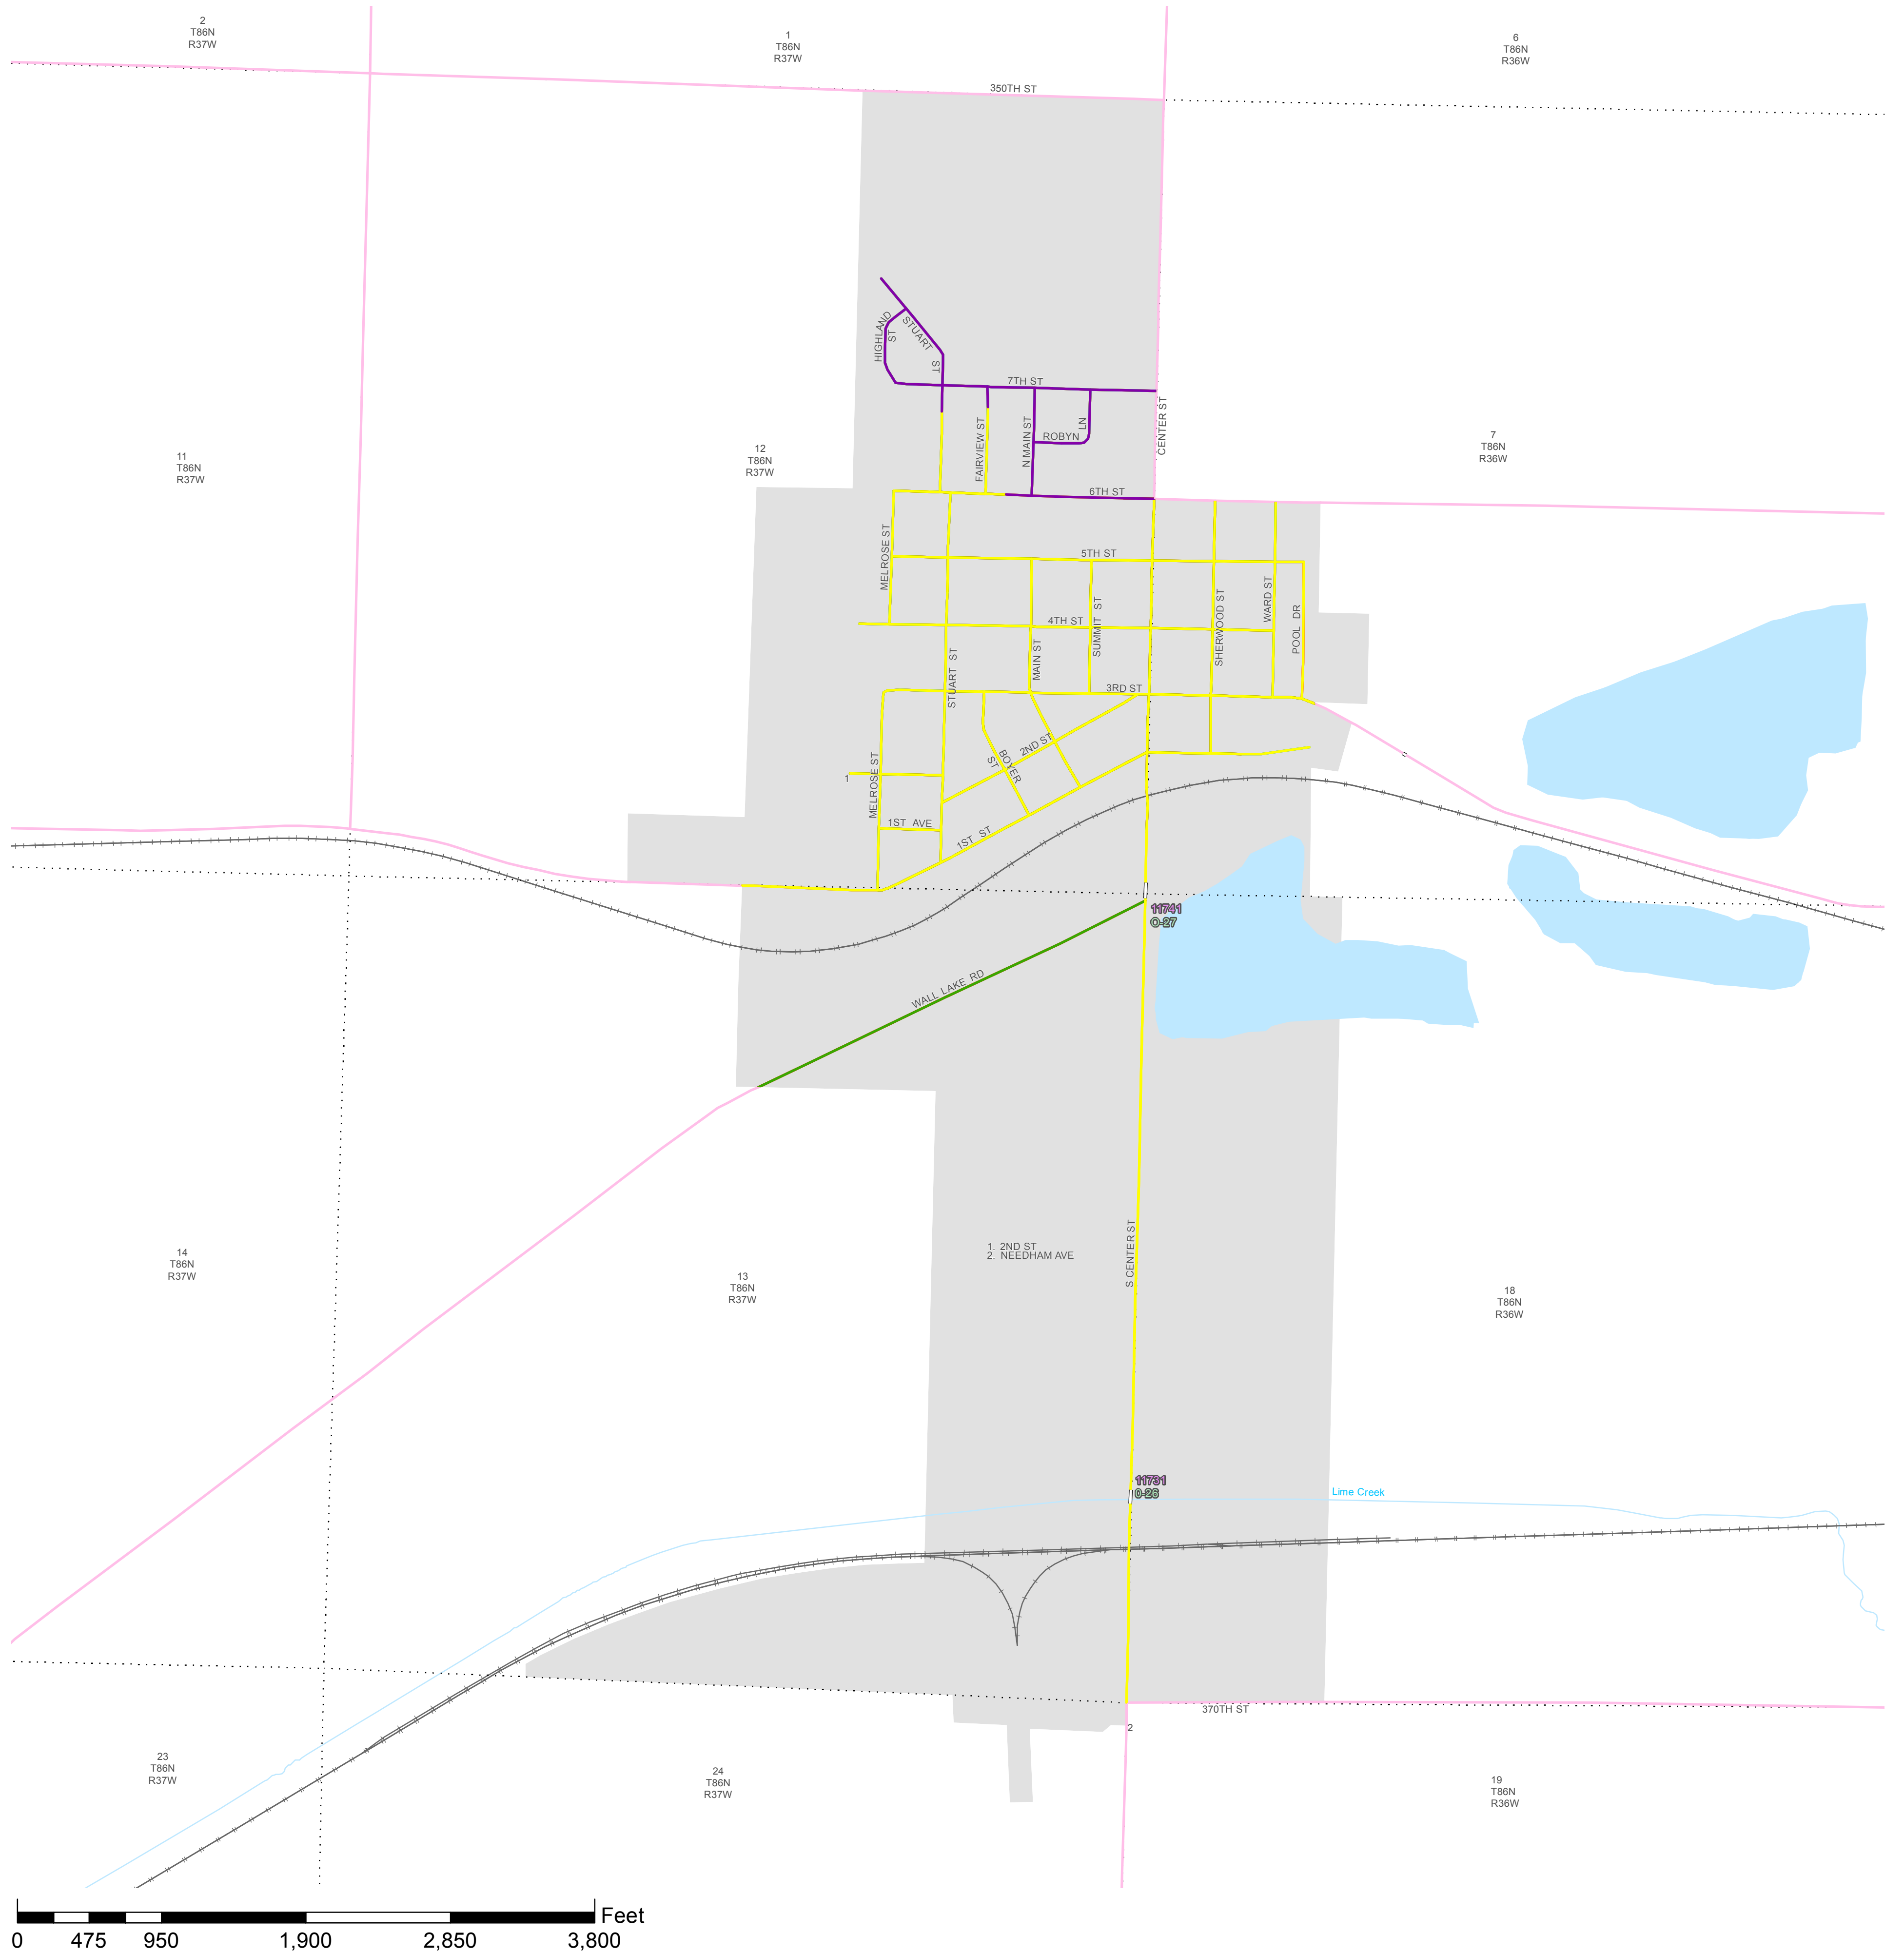 2
T86N
R37W
1
T86N
R37W
6
T86N
R36W
350TH ST
HIGHLAND
ST
STUART
ST
7TH ST
CENTER ST
FAIRVIEW ST
N MAIN ST
ROBYN
LN
6TH ST
11
T86N
R37W
12
T86N
R37W
7
T86N
R36W
MELROSE ST
5TH ST
4TH ST
SUMMIT ST
SHERWOOD ST
WARD ST
POOL DR
STUART ST
MAIN ST
3RD ST
2ND ST
BOYER
ST
MELROSE ST
1
1ST AVE
1ST ST
11741
O-27
WALL LAKE RD
S CENTER ST
1. 2ND ST
2. NEEDHAM AVE
14
T86N
R37W
13
T86N
R37W
18
T86N
R36W
11731
0-26
Lime Creek
370TH ST
2
23
T86N
R37W
24
T86N
R37W
19
T86N
R36W
Feet
0 475 950 1,900 2,850 3,800